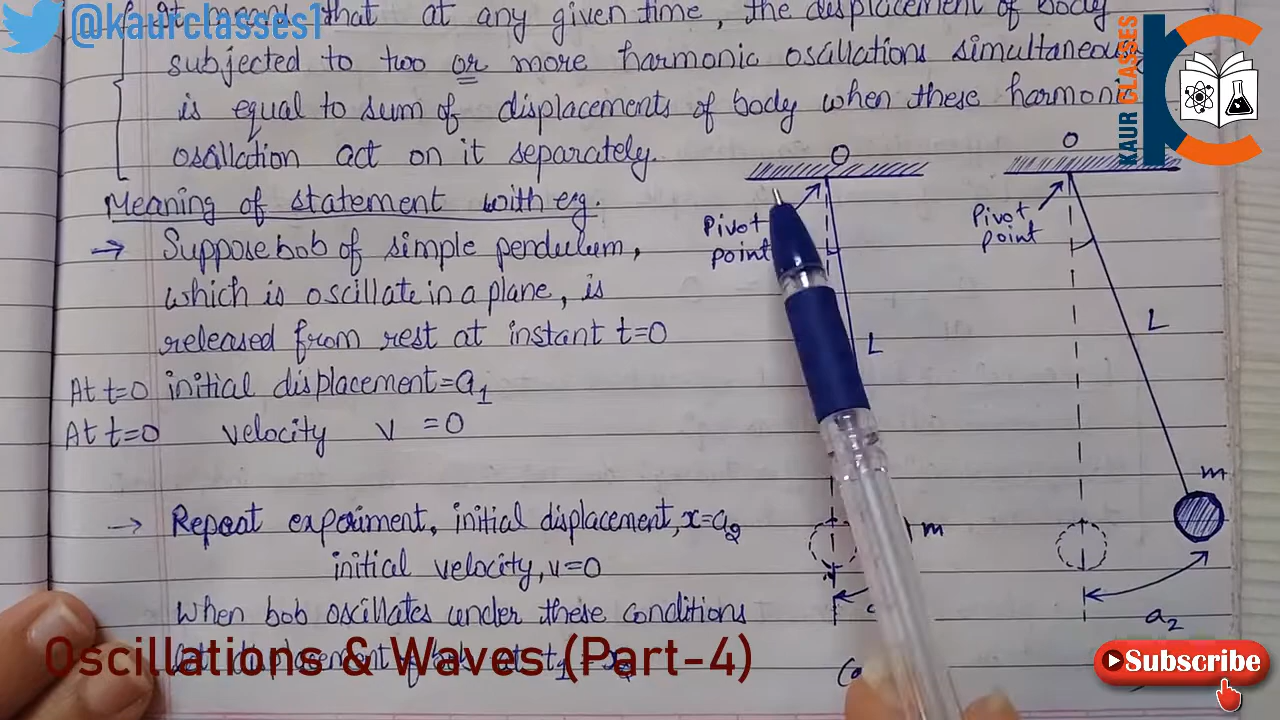 @kaurclasses1
It means that at any given time, the displacement of body
subjected to two or more harmonic osallations simultaneous
is equal to sum of displacements of body when these harmonic
osallation act on it separately.
KAUR CLASSES
Meaning of statement with eg.
→ Suppose bob of simple pendulum,
which is oscillate in a plane, is
released from rest at instant t=0
At t=0 initial displacement=a1
At t=0 velocity v =0
→ Repeat experiment, initial displacement, x=a2
initial velocity, v=0
When bob oscillates under these conditions
O
Pivot
point
L
m
O
Pivot
point
L
m
a2
Oscillations & Waves (Part-4)
Subscribe